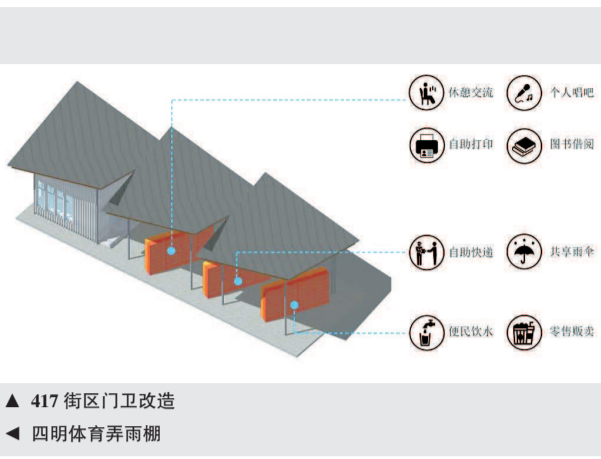 休憩交流 个人唱吧
自助打印 图书借阅
自助快递 共享雨伞
便民饮水 零售贩卖
▲ 417 街区门卫改造
◀ 四明体育弄雨棚